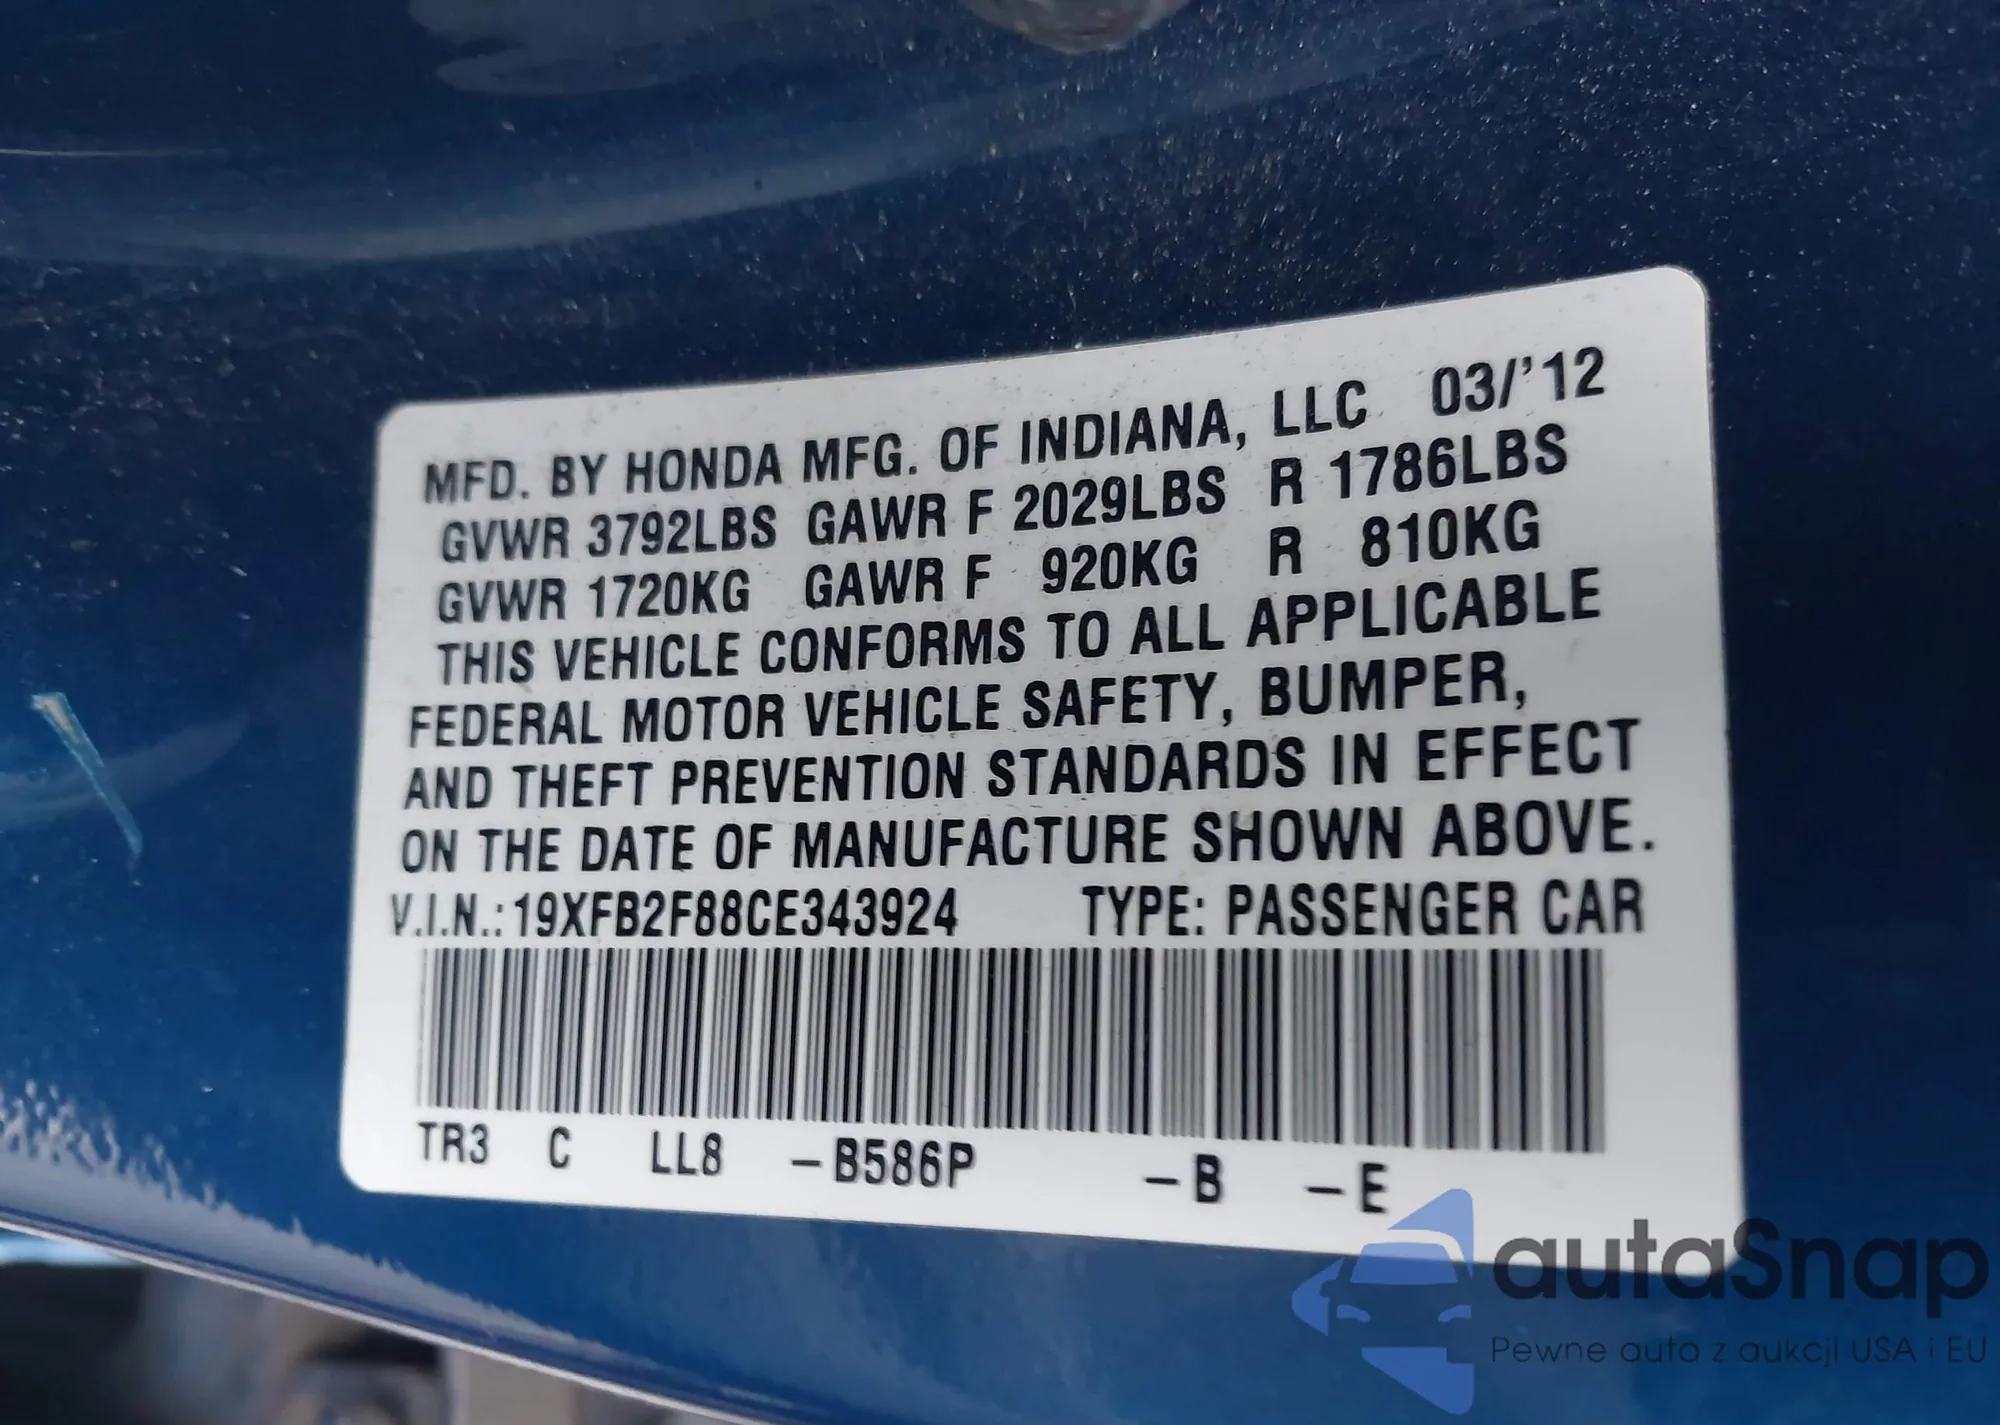 MFD. BY HONDA MFG. OF INDIANA, LLC 03/'12
GVWR 3792LBS GAWR F 2029LBS R 1786LBS
GVWR 1720KG GAWR F 920KG R 810KG
THIS VEHICLE CONFORMS TO ALL APPLICABLE
FEDERAL MOTOR VEHICLE SAFETY, BUMPER,
AND THEFT PREVENTION STANDARDS IN EFFECT
ON THE DATE OF MANUFACTURE SHOWN ABOVE.
V.I.N.: 19XFB2F88CE343924 TYPE: PASSENGER CAR
TR3 C LL8 –B586P –B –E
autaSnap
Pewne auta z aukcji USA i EU